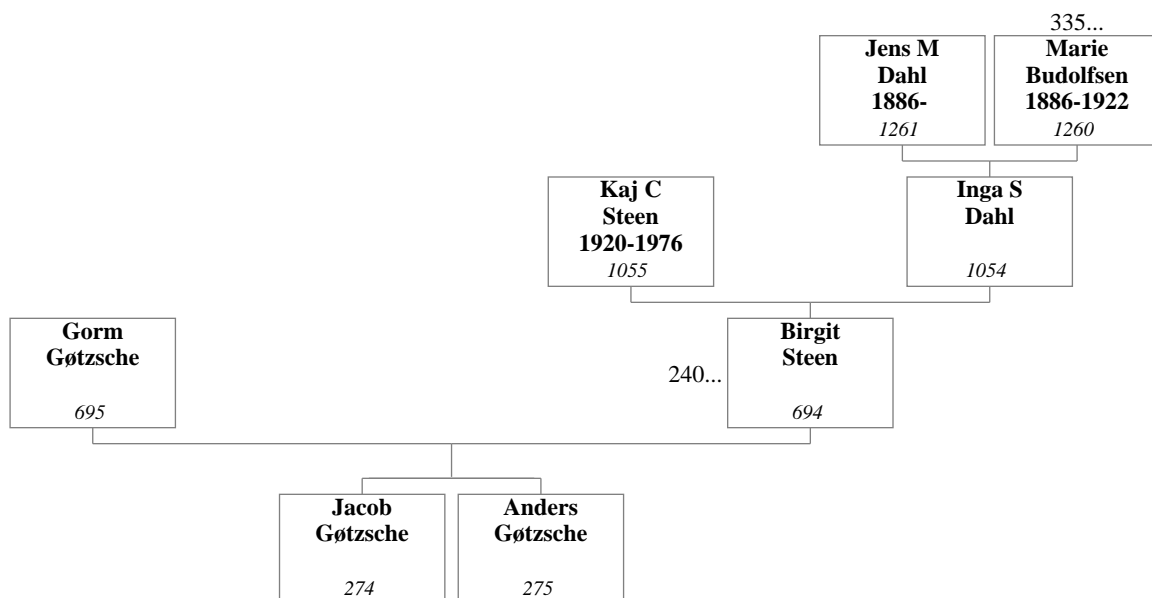 335...
Jens M
Dahl
1886-
1261
Marie
Budolfsen
1886-1922
1260
Kaj C
Steen
1920-1976
1055
Inga S
Dahl
1054
Gorm
Gøtzsche
695
240...
Birgit
Steen
694
Jacob
Gøtzsche
274
Anders
Gøtzsche
275